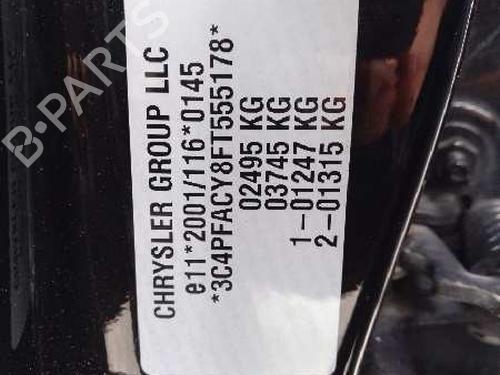 CHRYSLER GROUP LLC
e11*2001/116*0145
*3C4PFACY8FT555178*
02495 KG
03745 KG
1-01247 KG
2-01315 KG
B-PARTS